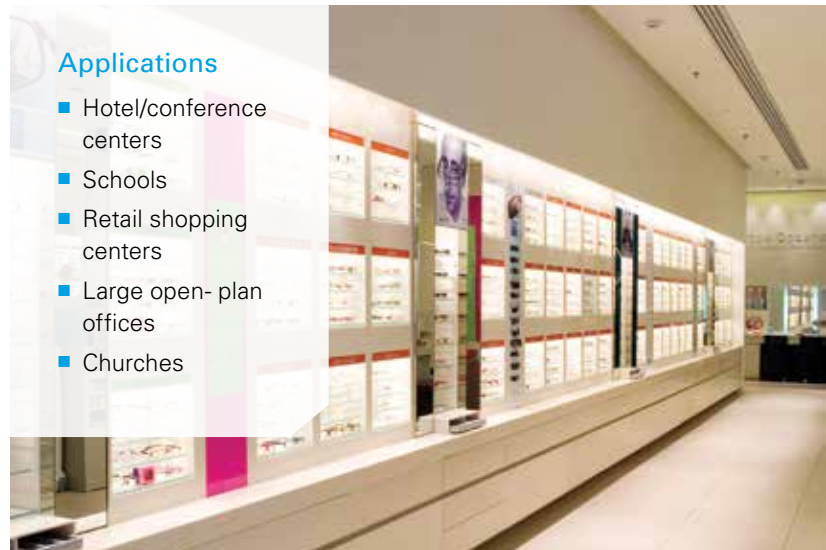 Applications
■ Hotel/conference
centers
■ Schools
■ Retail shopping
centers
■ Large open- plan
offices
■ Churches